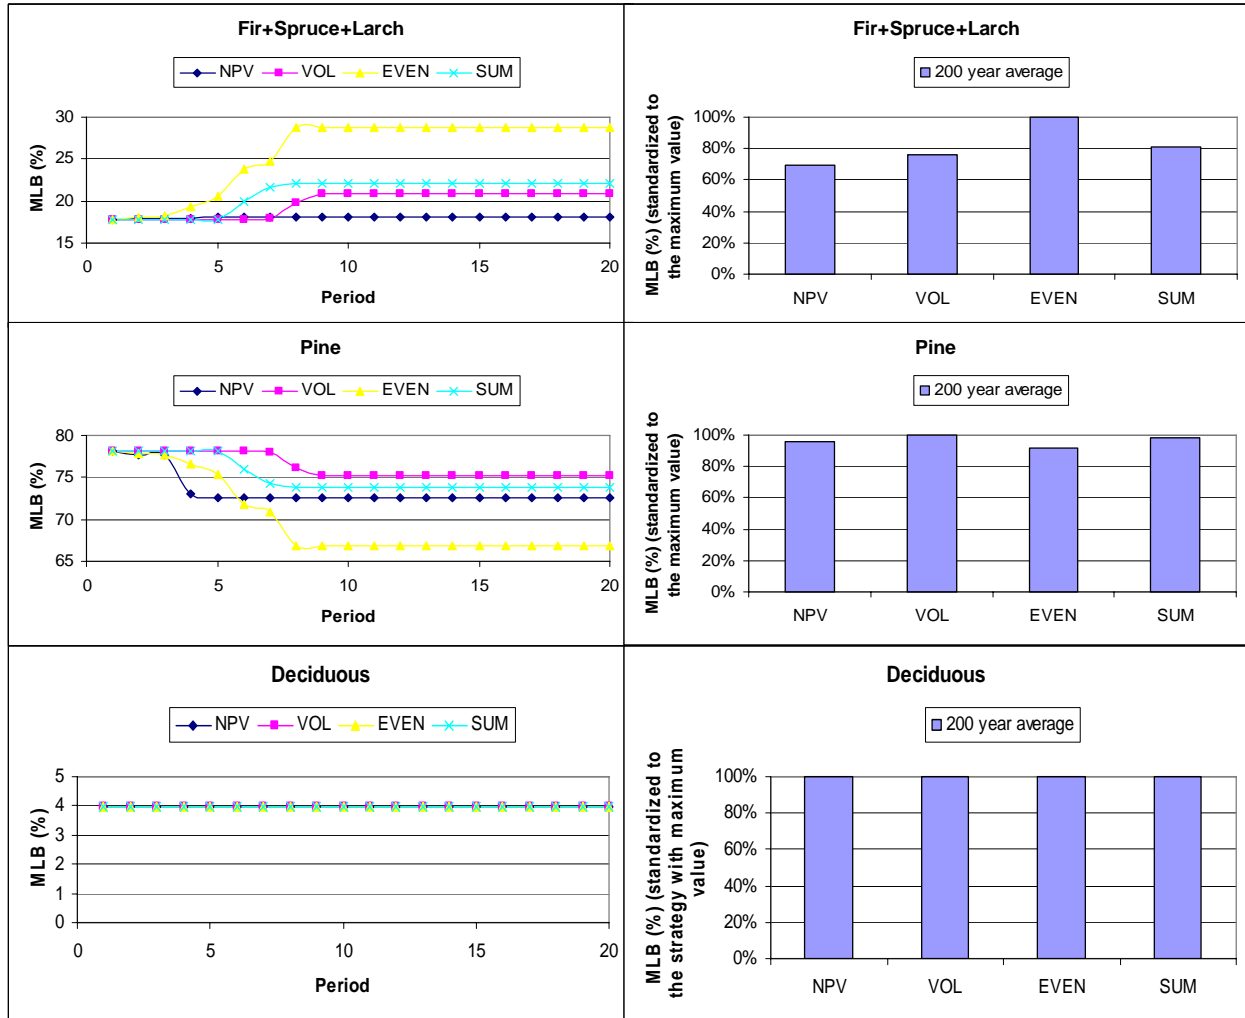 Fir+Spruce+Larch
NPV VOL EVEN SUM
MLB (%)
30
25
20
15
0 5 10 15 20
Period
Fir+Spruce+Larch
200 year average
MLB (%) (standardized to
the maximum value)
100%
80%
60%
40%
20%
0%
NPV VOL EVEN SUM
Pine
NPV VOL EVEN SUM
MLB (%)
80
75
70
65
0 5 10 15 20
Period
Pine
200 year average
MLB (%) (standardized to
the maximum value)
100%
80%
60%
40%
20%
0%
NPV VOL EVEN SUM
Deciduous
NPV VOL EVEN SUM
MLB (%)
5
4
3
2
1
0
0 5 10 15 20
Period
Deciduous
200 year average
MLB (%) (standardized to
the strategy with maximum
value)
100%
80%
60%
40%
20%
0%
NPV VOL EVEN SUM